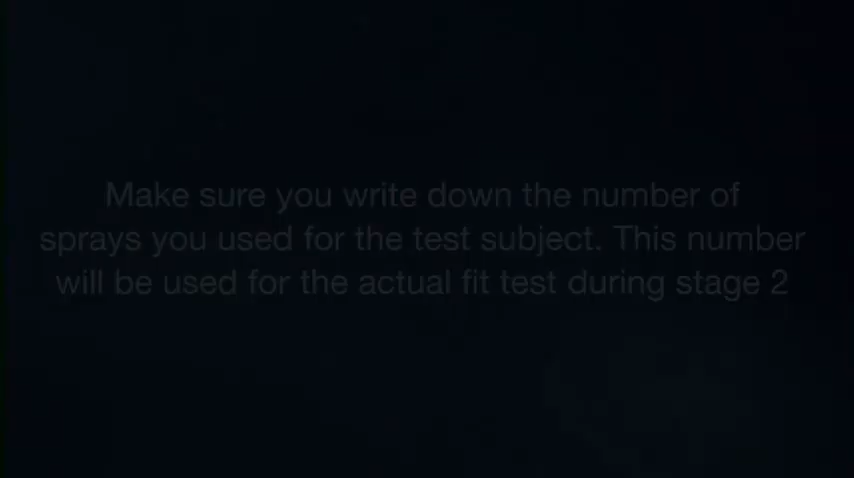 Make sure you write down the number of
sprays you used for the test subject. This number
will be used for the actual fit test during stage 2